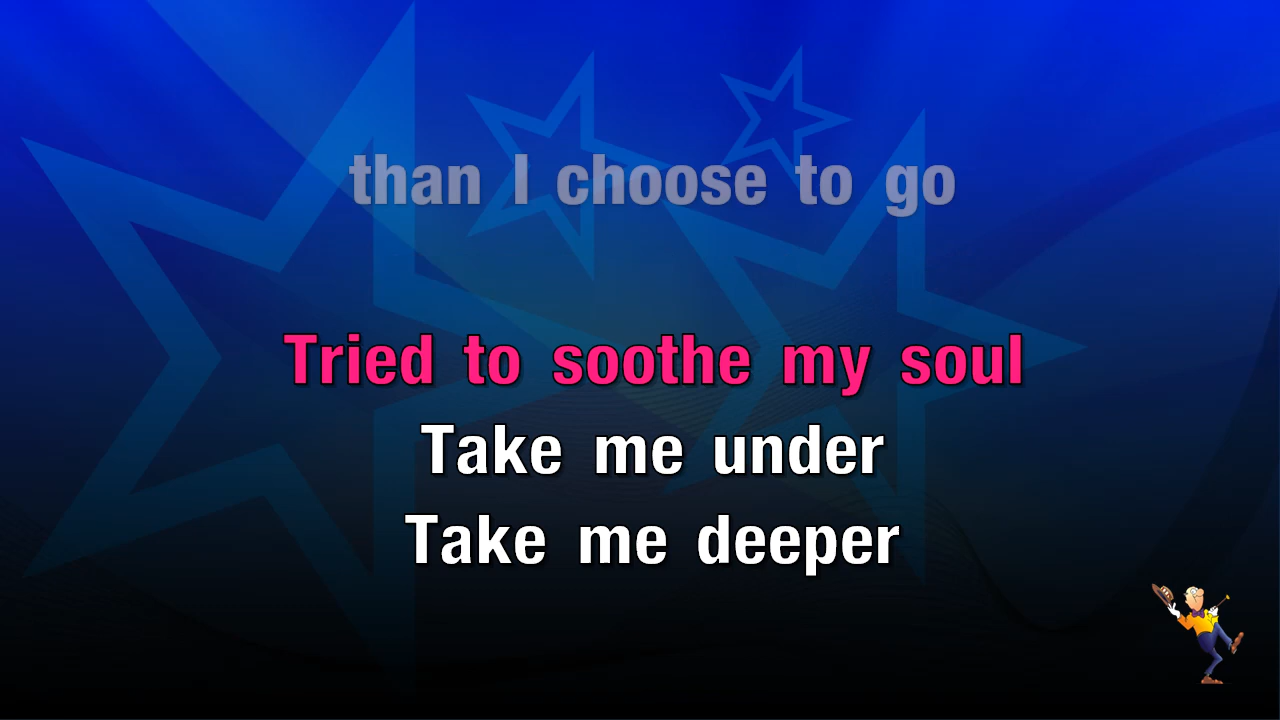 than I choose to go
Tried to soothe my soul
Take me under
Take me deeper